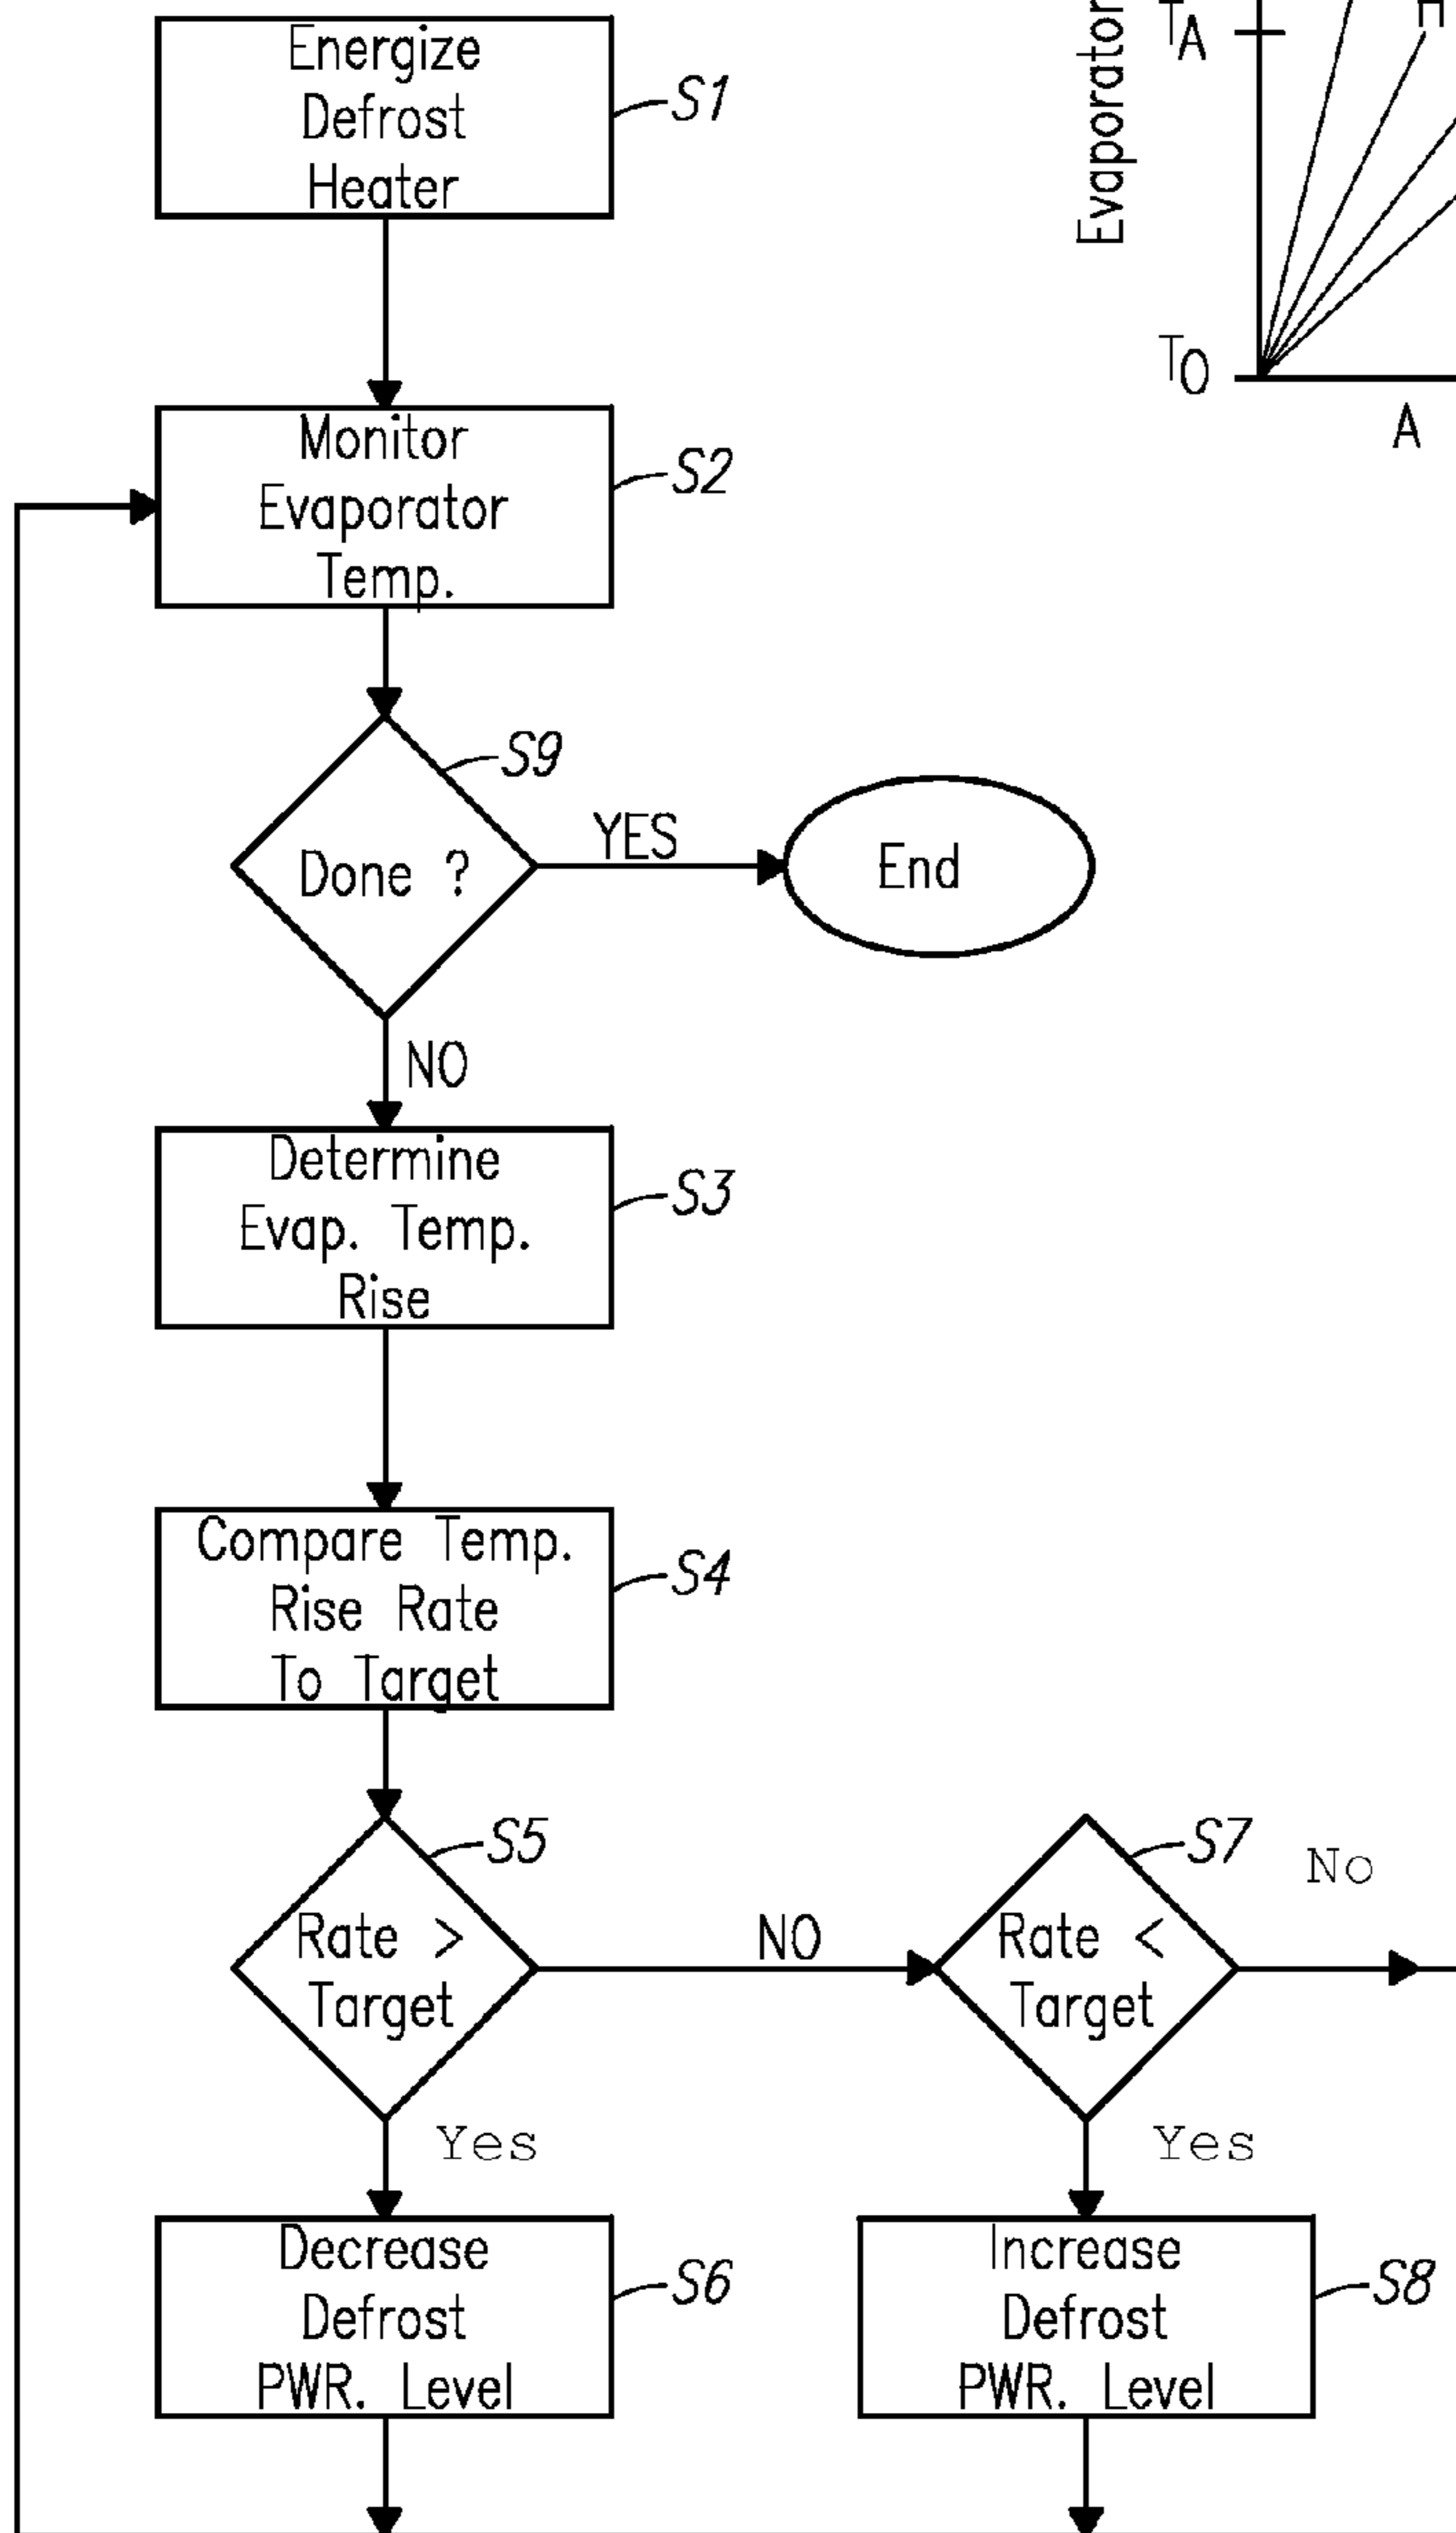 Energize
Defrost
Heater
S1
Monitor
Evaporator
Temp.
S2
Done ?
S9
YES
End
NO
Determine
Evap. Temp.
Rise
S3
Compare Temp.
Rise Rate
To Target
S4
Rate >
Target
S5
NO
Rate <
Target
S7
No
Yes
Yes
Decrease
Defrost
PWR. Level
S6
Increase
Defrost
PWR. Level
S8
Evaporator
TA
T0
A